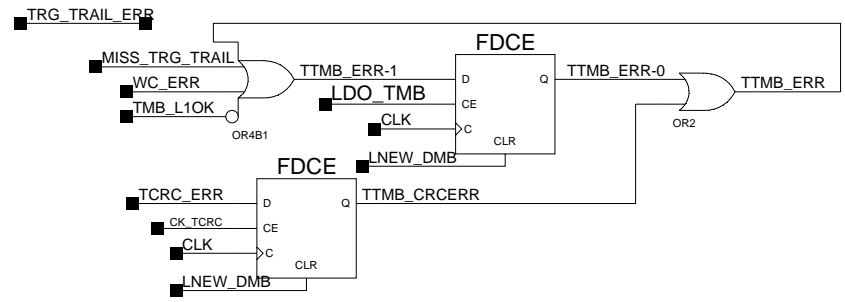 TRG_TRAIL_ERR
FDCE
MISS_TRG_TRAIL
TTMB_ERR-1
D
Q
TTMB_ERR-0
TTMB_ERR
WC_ERR
LDO_TMB
CE
TMB_L1OK
CLK
C
OR4B1
OR2
CLR
LNEW_DMB
FDCE
TCRC_ERR
D
Q
TTMB_CRCERR
CK_TCRC
CE
CLK
C
CLR
LNEW_DMB